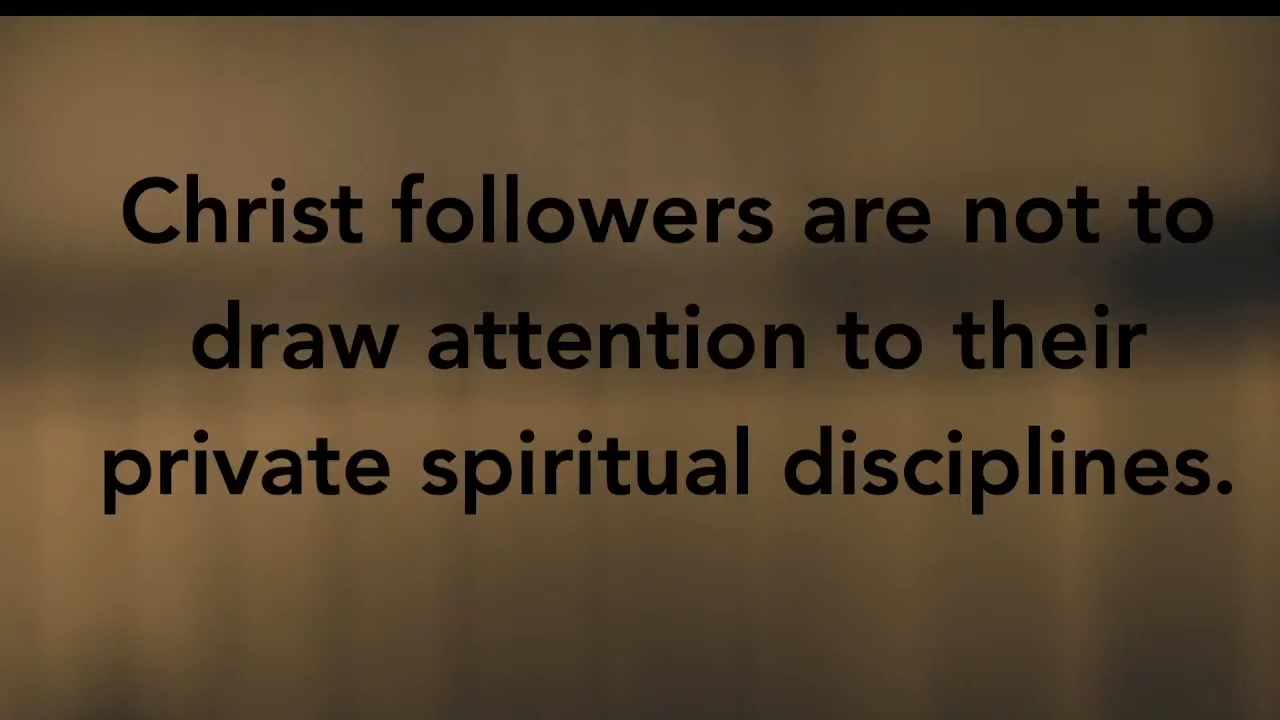 Christ followers are not to
draw attention to their
private spiritual disciplines.